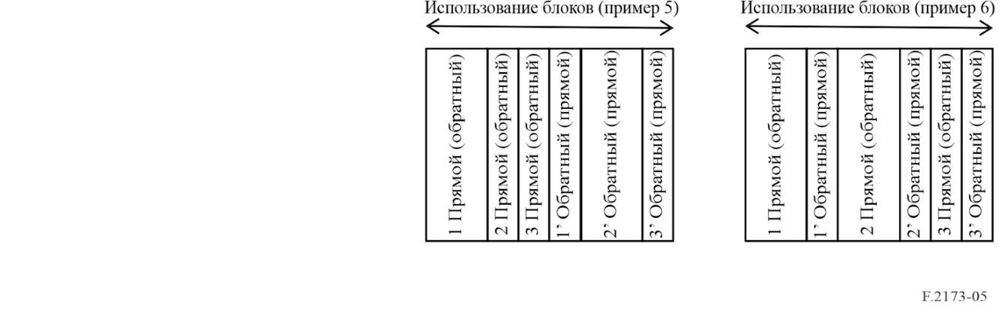 Использование блоков (пример 5)
1 Прямой (обратный)
2 Прямой (обратный)
3 Прямой (обратный)
1’ Обратный (прямой)
2’ Обратный (прямой)
3’ Обратный (прямой)
Использование блоков (пример 6)
1 Прямой (обратный)
1’ Обратный (прямой)
2 Прямой (обратный)
2’ Обратный (прямой)
3 Прямой (обратный)
3’ Обратный (прямой)
F.2173-05